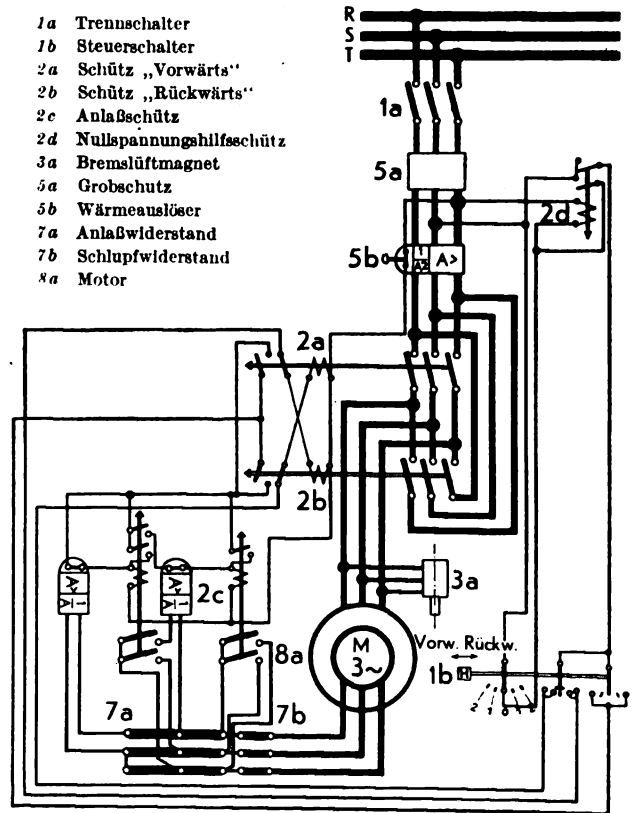 1a Trennschalter
1b Steuerschalter
2a Schütz „Vorwärts“
2b Schütz „Rückwärts“
2c Anlaßschütz
2d Nullspannungshilfsschütz
3a Bremslüftmagnet
5a Grobschutz
5b Wärmeauslöser
7a Anlaßwiderstand
7b Schlupfwiderstand
8a Motor
R
S
T
1a
5a
2d
5b
A>
2a
2b
2c
3a
M
3~
8a
Vorw. Rückw.
1b
7a
7b